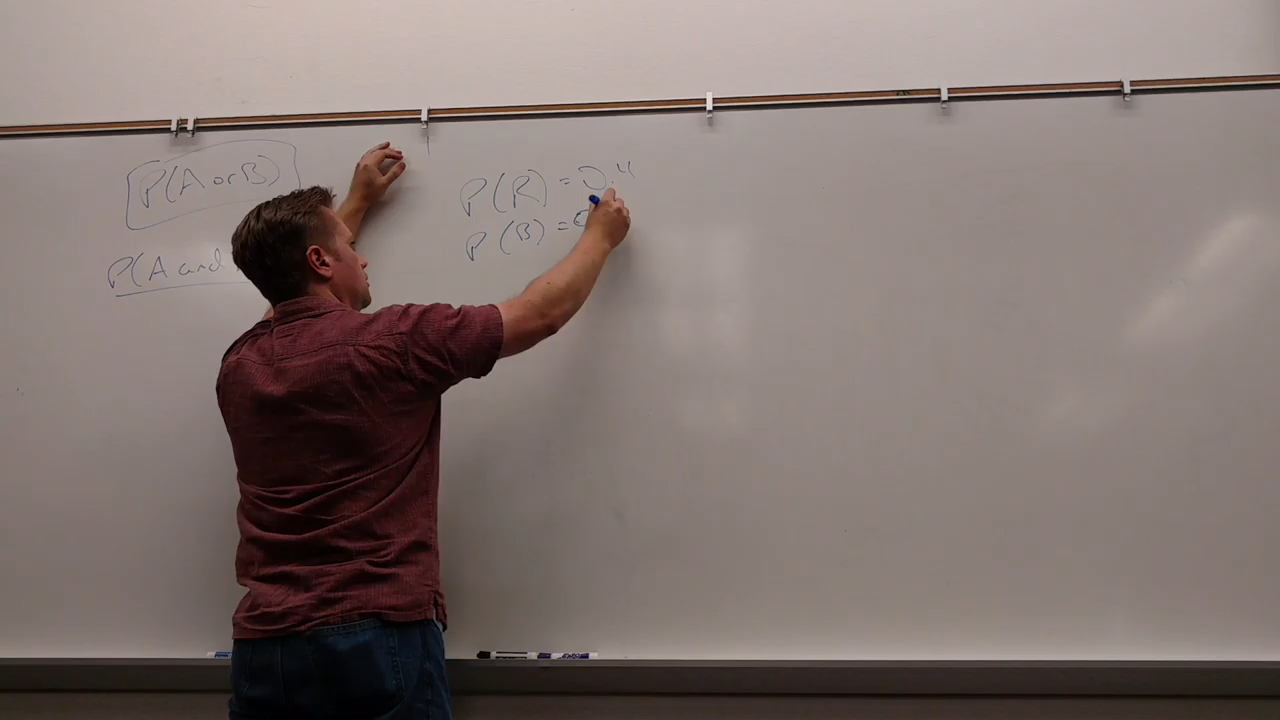 P(A or B)
P(A and
P(R) = 0.4
P(B) =